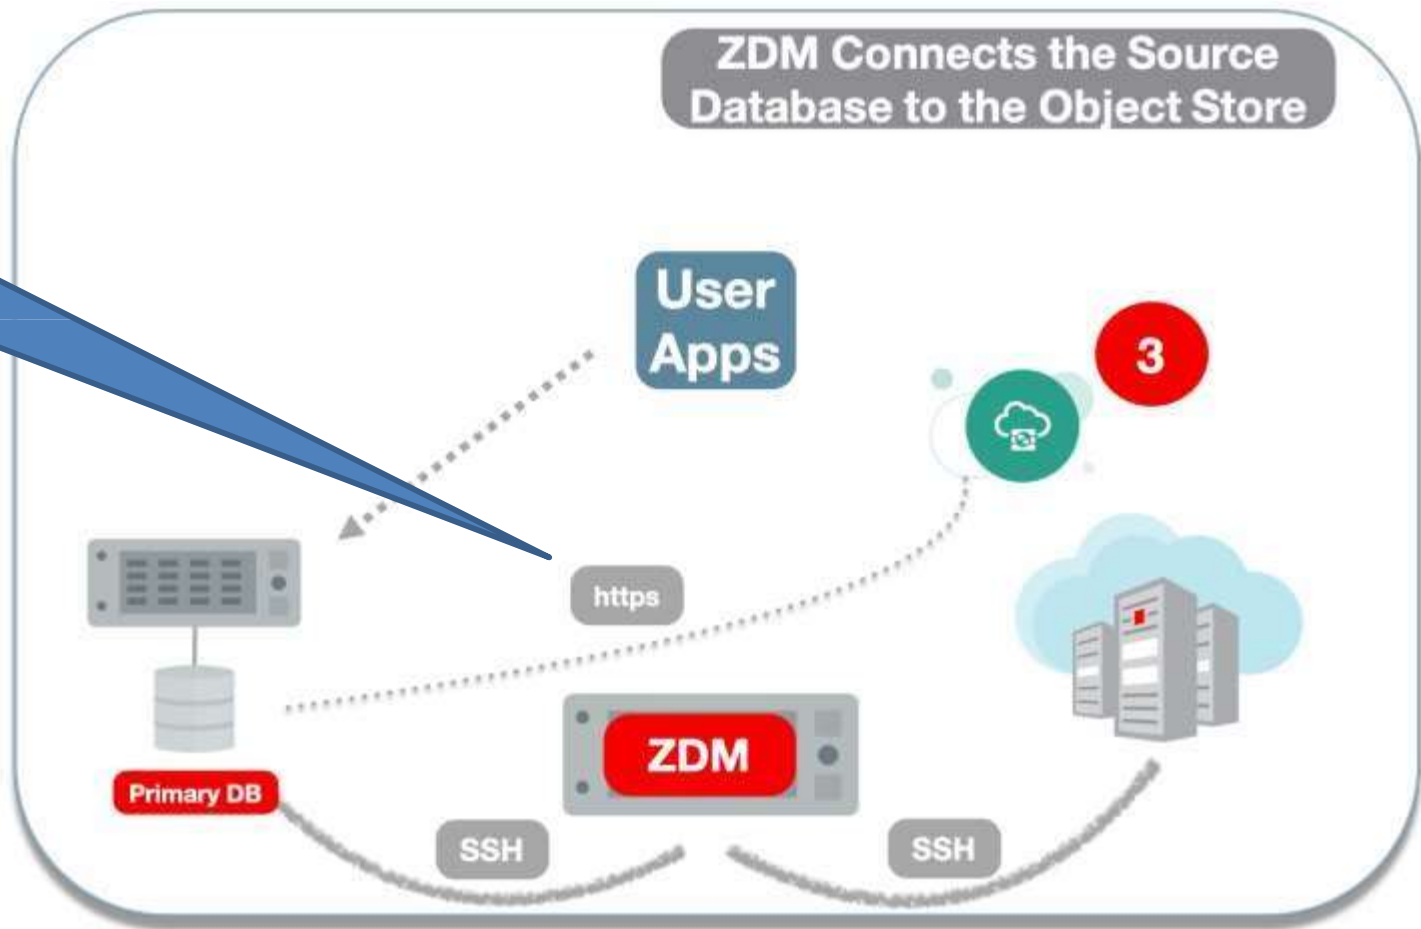 ZDM Connects the Source
Database to the Object Store
User
Apps
3
https
ZDM
Primary DB
SSH
SSH